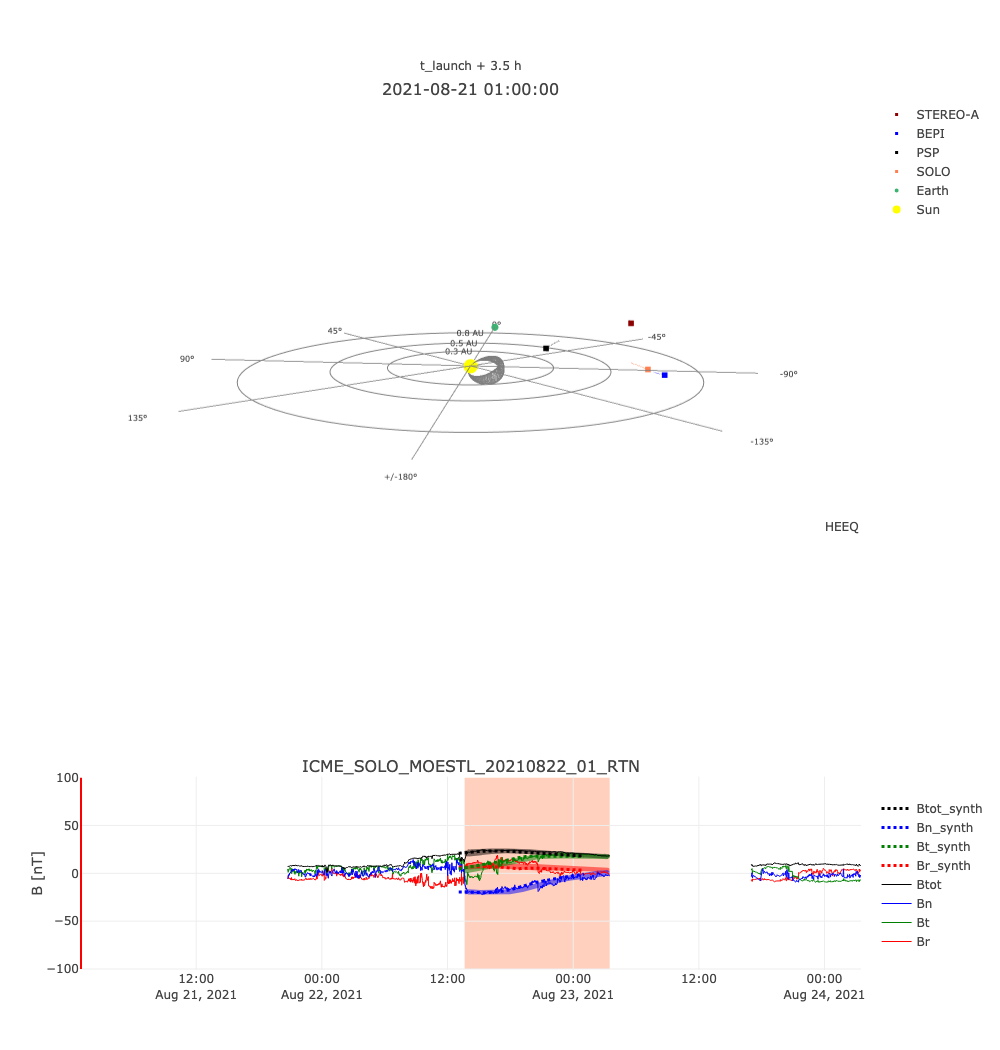 t_launch + 3.5 h
2021-08-21 01:00:00
STEREO-A
BEPI
PSP
SOLO
Earth
Sun
0°
45°
0.8 AU
-45°
0.5 AU
0.3 AU
90°
-90°
135°
-135°
+/-180°
HEEQ
ICME_SOLO_MOESTL_20210822_01_RTN
100
50
0
−50
−100
B [nT]
Btot_synth
Bn_synth
Bt_synth
Br_synth
Btot
Bn
Bt
Br
12:00 00:00 12:00 00:00 12:00 00:00
Aug 21, 2021 Aug 22, 2021 Aug 23, 2021 Aug 24, 2021